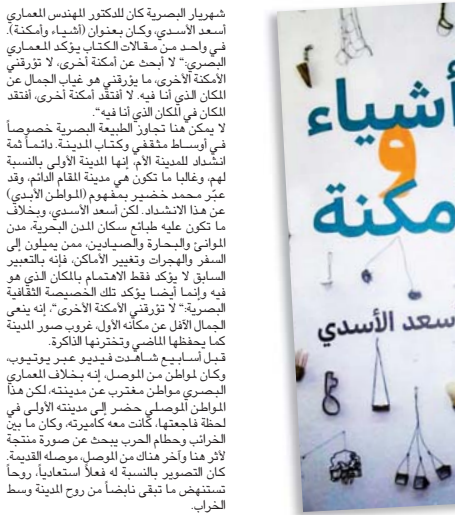 شهريار البصرية كان للدكتور المهندس المعماري
أسعد الأسدي، وكان بعنوان (أشياء وأمكنة).
في واحد من مقالات الكتاب يؤكد المعماري
البصري:" لا أبحث عن أمكنة أخرى، لا تؤرقني
الأمكنة الأخرى، ما يؤرقني هو غياب الجمال عن
المكان الذي أنا فيه. لا أفتقد أمكنة أخرى، أفتقد
المكان في المكان الذي أنا فيه".
لا يمكن هنا تجاوز الطبيعة البصرية خصوصاً
في أوساط مثقفي وكتاب المدينة. دائماً ثمة
انشداد للمدينة الأم، إنها المدينة الأولى بالنسبة
لهم، وغالبا ما تكون هي مدينة المقام الدائم، وقد
عبّر محمد خضير بمفهوم (المواطن الأبدي)
عن هذا الانشداد. لكن أسعد الأسدي، وبخلاف
ما تكون عليه طبائع سكان المدن البحرية، مدن
الموانئ والبحارة والصيادين، ممن يميلون إلى
السفر والهجرات وتغيير الأماكن، فإنه بالتعبير
السابق لا يؤكد فقط الاهتمام بالمكان الذي هو
فيه وإنما أيضا يؤكد تلك الخصيصة الثقافية
البصرية:" لا تؤرقني الأمكنة الأخرى"، إنه ينعى
الجمال الآفل عن مكانه الأول، غروب صور المدينة
كما يحفظها الماضي وتختزنها الذاكرة.
قبل أسابيع شاهدت فيديو عبر يوتيوب،
وكان لمواطن من الموصل، إنه بخلاف المعماري
البصري مواطن مغترب عن مدينته، لكن هذا
المواطن الموصلي حضر إلى مدينته الأولى في
لحظة فاجعتها، كانت معه كاميرته، وكان ما بين
الخرائب وحطام الحرب يبحث عن صورة منتجة
لأثر هنا وآخر هناك من الموصل، موصله القديمة.
كان التصوير بالنسبة له فعلاً استعادياً، روحاً
تستنهض ما تبقى نابضاً من روح المدينة وسط
الخراب.
أشياء
و
مكنة
سعد الأسدي